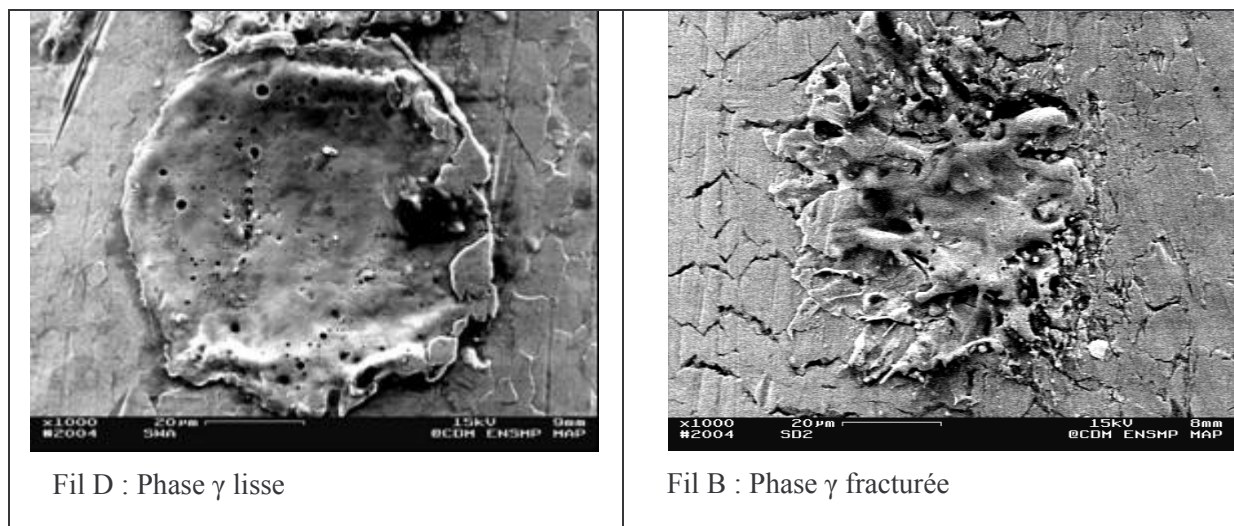 x1000 20µm 15kV 9mm
#2004 SWA @CDM ENSMP MAP
Fil D : Phase γ lisse
x1000 20µm 15kV 8mm
#2004 SD2 @CDM ENSMP MAP
Fil B : Phase γ fracturée